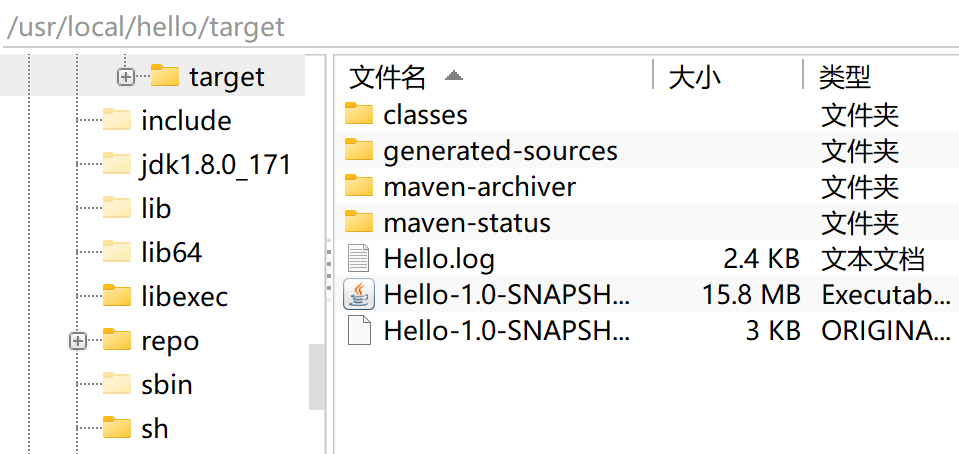 /usr/local/hello/target
target
include
jdk1.8.0_171
lib
lib64
libexec
repo
sbin
sh
文件名 大小 类型
classes 文件夹
generated-sources 文件夹
maven-archiver 文件夹
maven-status 文件夹
Hello.log 2.4 KB 文本文档
Hello-1.0-SNAPSH... 15.8 MB Executab...
Hello-1.0-SNAPSH... 3 KB ORIGINA...